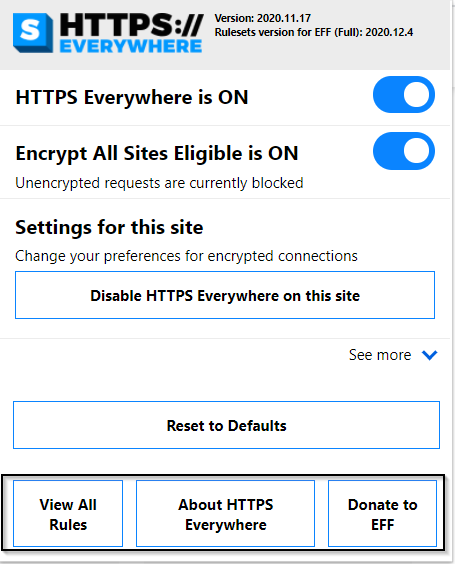 S HTTPS://
EVERYWHERE
Version: 2020.11.17
Rulesets version for EFF (Full): 2020.12.4
HTTPS Everywhere is ON
Encrypt All Sites Eligible is ON
Unencrypted requests are currently blocked
Settings for this site
Change your preferences for encrypted connections
Disable HTTPS Everywhere on this site
See more
Reset to Defaults
View All
Rules
About HTTPS
Everywhere
Donate to
EFF